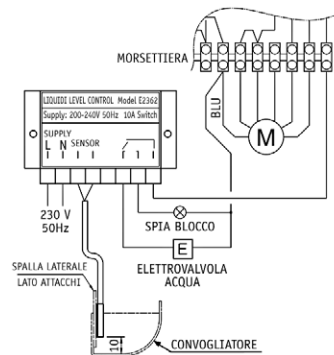 MORSETTIERA
LIQUIDI LEVEL CONTROL Model E2362
Supply: 200-240V 50Hz 10A Switch
SUPPLY
L N SENSOR
BLU
M
230 V
50Hz
SPIA BLOCCO
E
ELETTROVALVOLA
ACQUA
SPALLA LATERALE
LATO ATTACCHI
10
CONVOGLIATORE